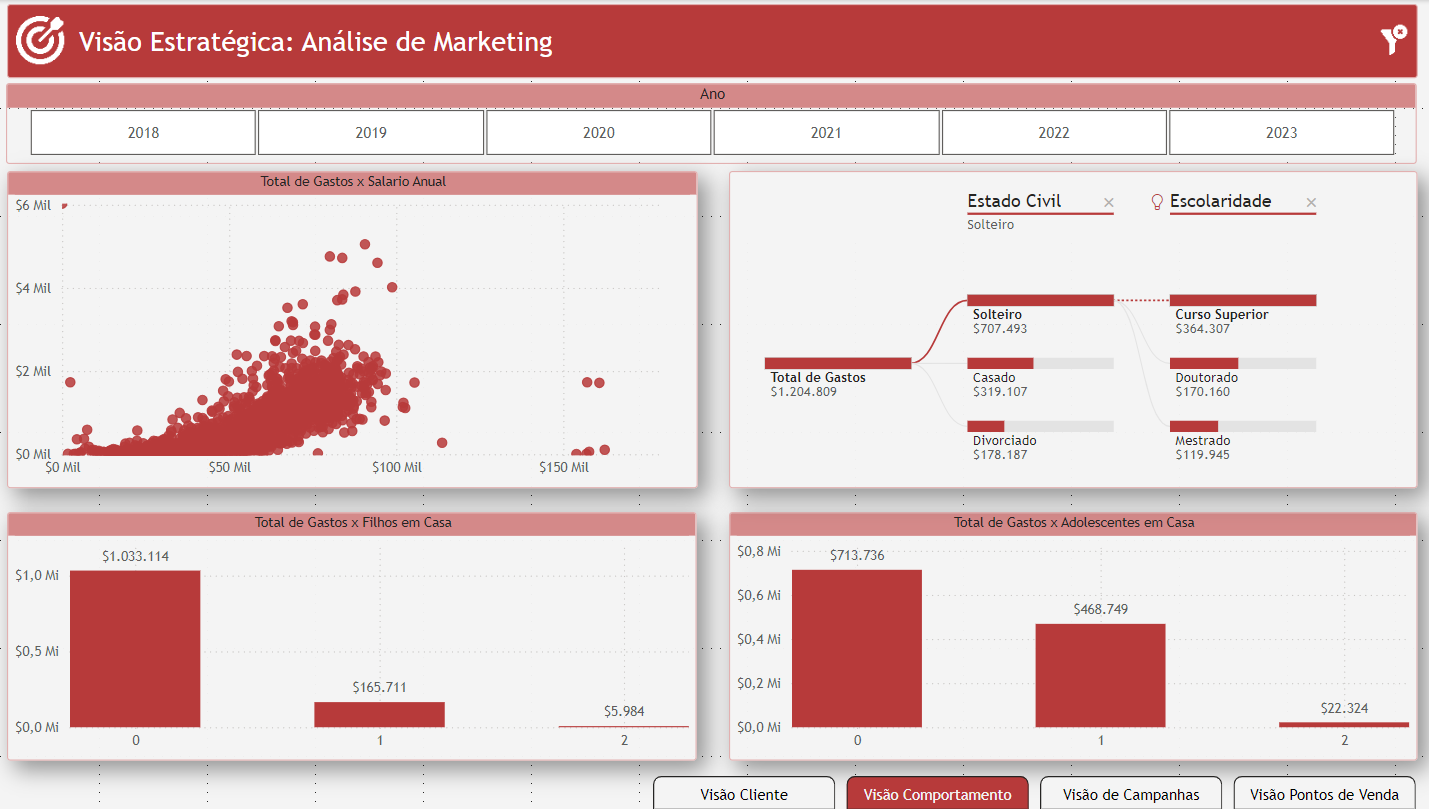 Visão Estratégica: Análise de Marketing
Ano
2018 2019 2020 2021 2022 2023
Total de Gastos x Salario Anual
$6 Mil
$4 Mil
$2 Mil
$0 Mil
$0 Mil $50 Mil $100 Mil $150 Mil
Estado Civil × Escolaridade ×
Solteiro
Total de Gastos
$1.204.809
Solteiro
$707.493
Casado
$319.107
Divorciado
$178.187
Curso Superior
$364.307
Doutorado
$170.160
Mestrado
$119.945
Total de Gastos x Filhos em Casa
$1,0 Mi
$0,5 Mi
$0,0 Mi
$1.033.114
$165.711
$5.984
0 1 2
Total de Gastos x Adolescentes em Casa
$0,8 Mi
$0,6 Mi
$0,4 Mi
$0,2 Mi
$0,0 Mi
$713.736
$468.749
$22.324
0 1 2
Visão Cliente Visão Comportamento Visão de Campanhas Visão Pontos de Venda